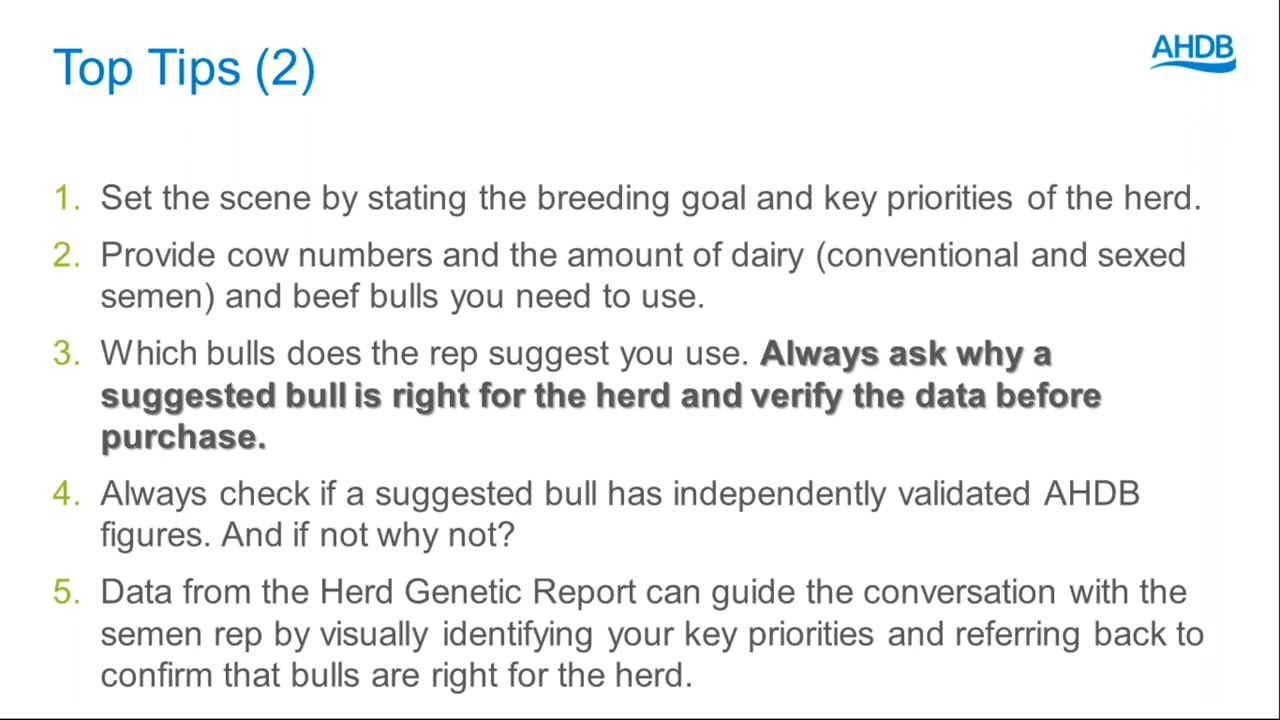 Top Tips (2)
AHDB
1. Set the scene by stating the breeding goal and key priorities of the herd.
2. Provide cow numbers and the amount of dairy (conventional and sexed
semen) and beef bulls you need to use.
3. Which bulls does the rep suggest you use. Always ask why a
suggested bull is right for the herd and verify the data before
purchase.
4. Always check if a suggested bull has independently validated AHDB
figures. And if not why not?
5. Data from the Herd Genetic Report can guide the conversation with the
semen rep by visually identifying your key priorities and referring back to
confirm that bulls are right for the herd.